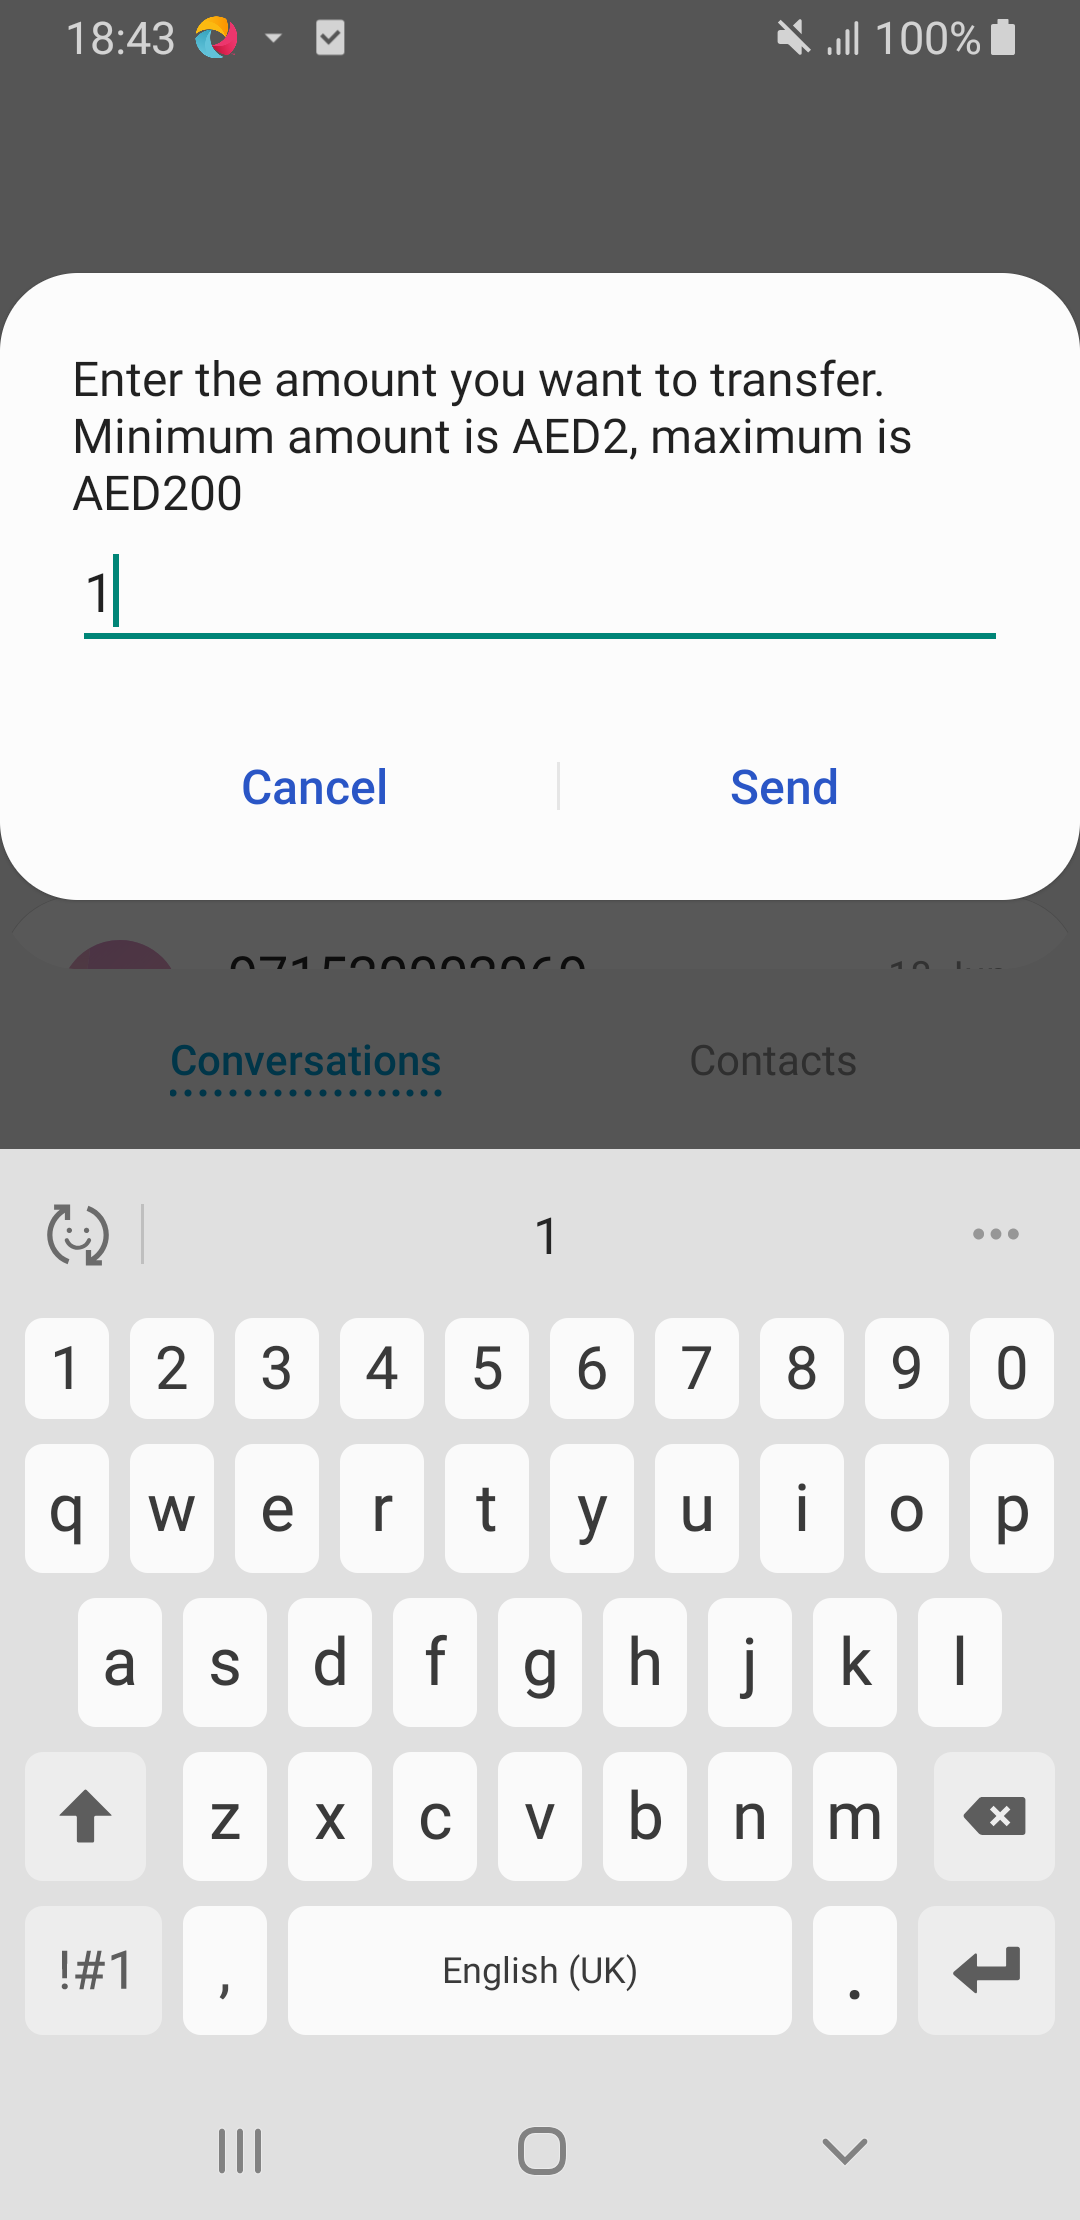 18:43
100%
Enter the amount you want to transfer.
Minimum amount is AED2, maximum is
AED200
1
Cancel
Send
Conversations
Contacts
1
1 2 3 4 5 6 7 8 9 0
q w e r t y u i o p
a s d f g h j k l
z x c v b n m
!#1 , English (UK) .